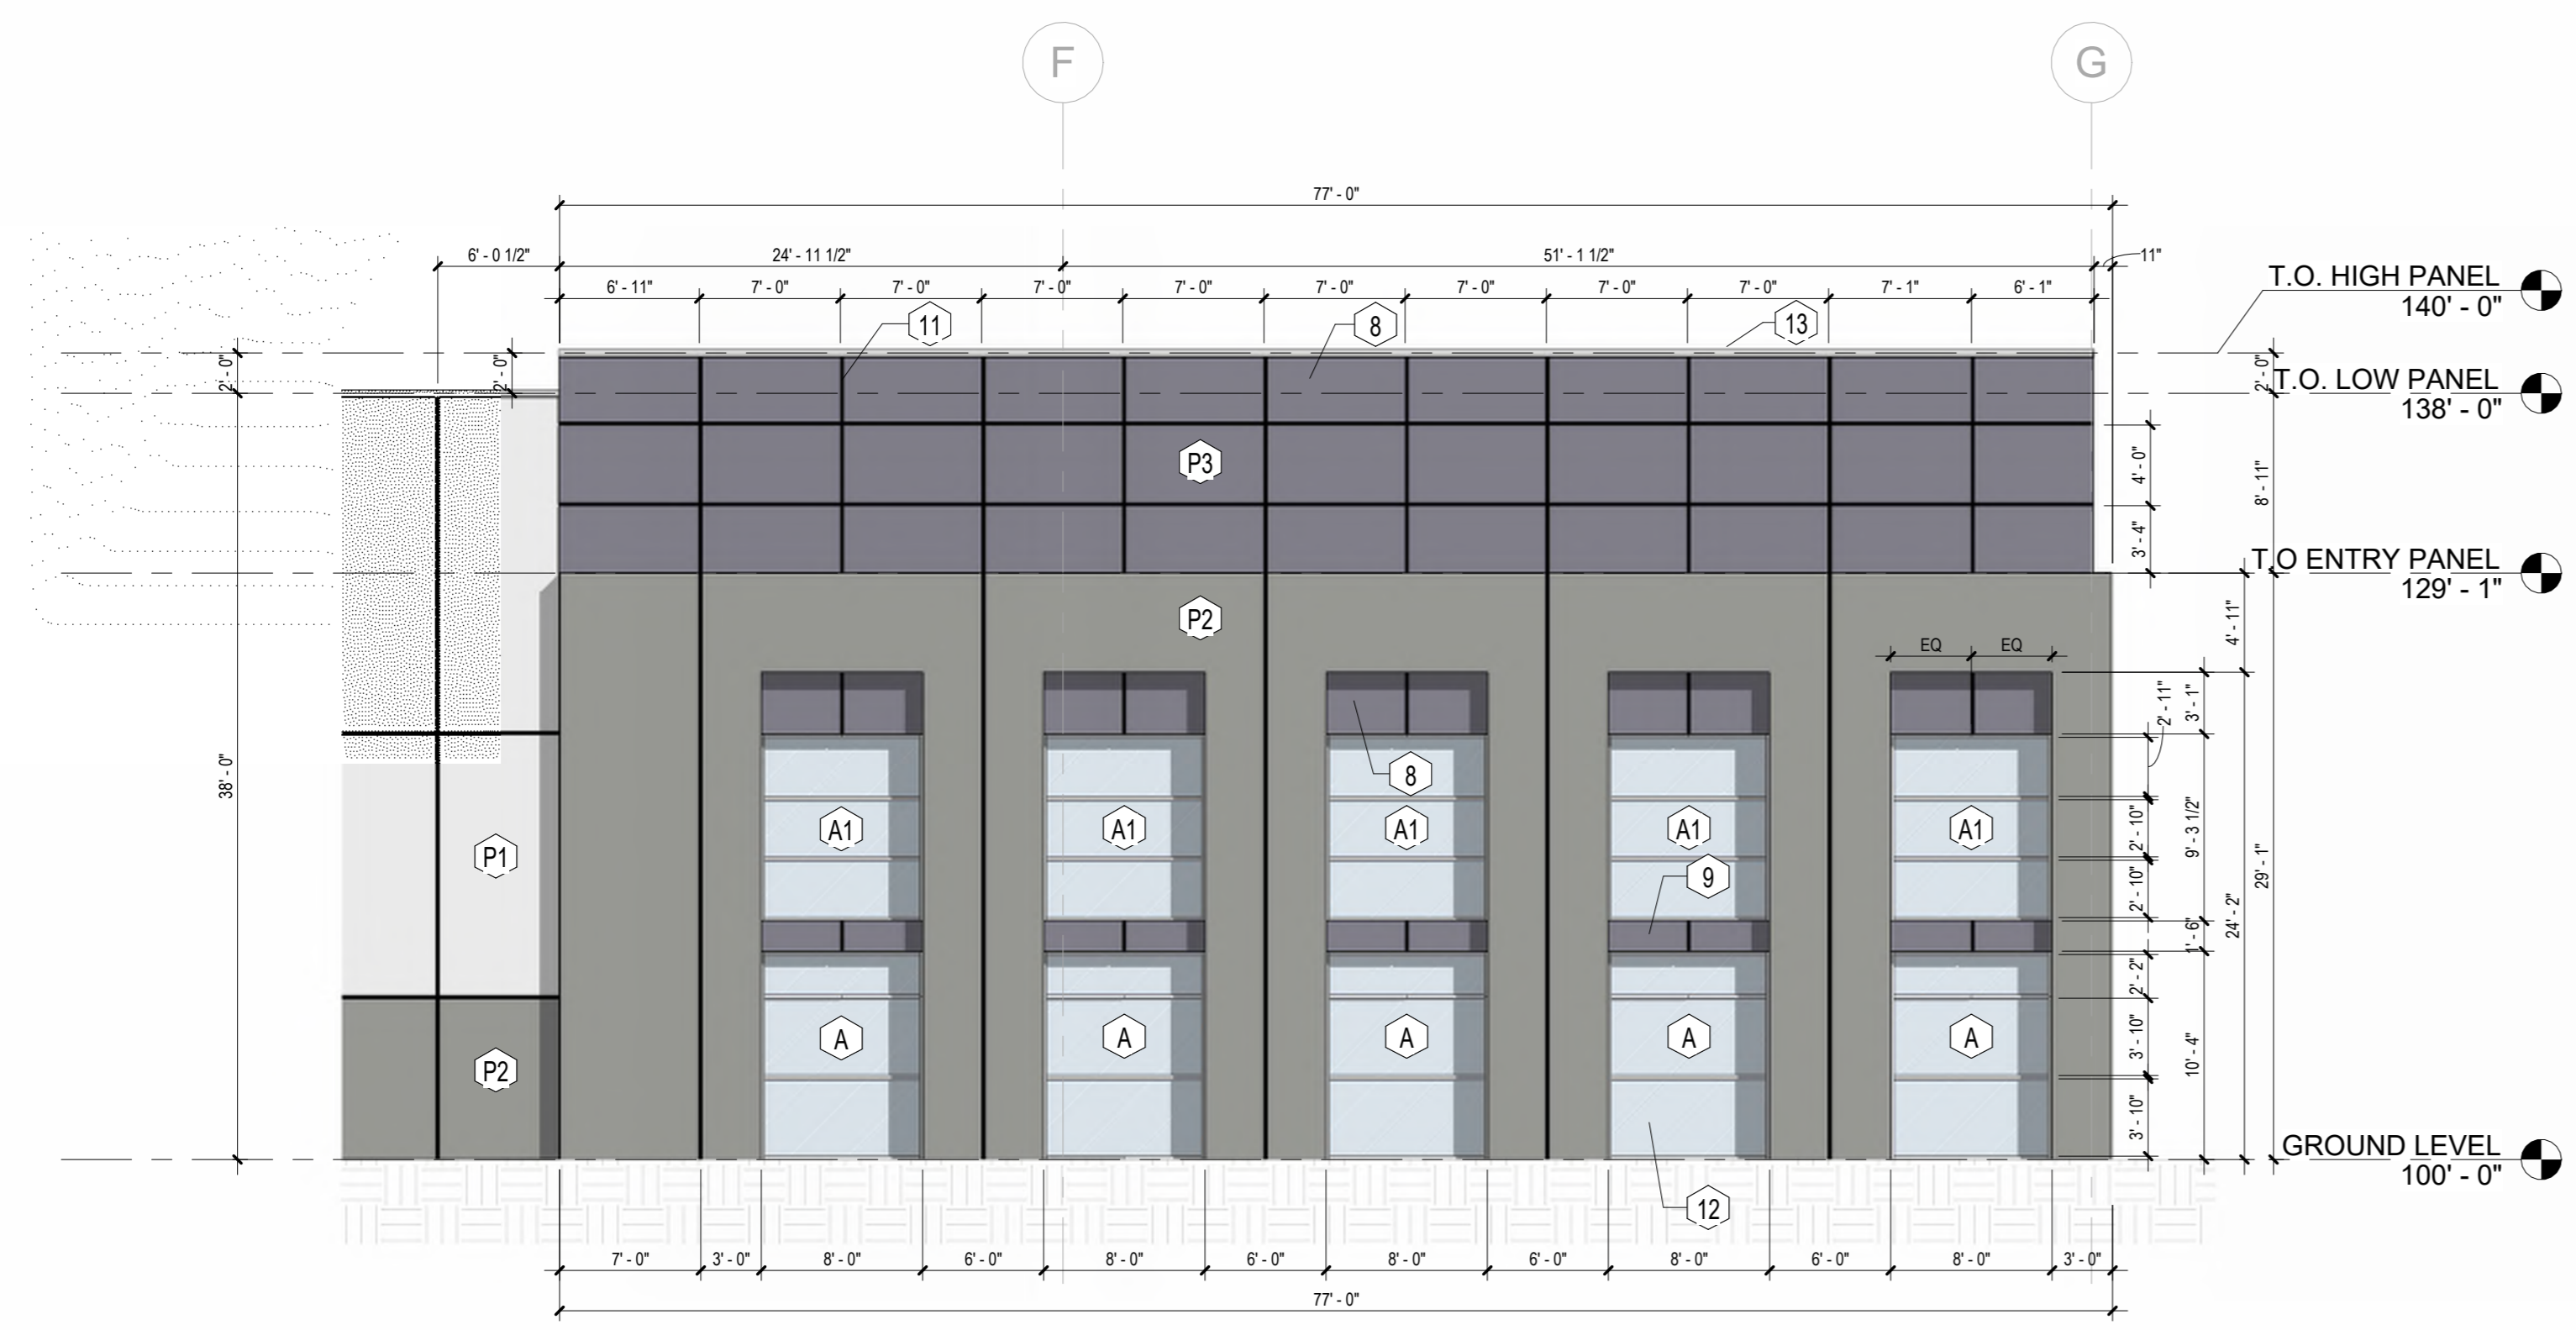 F G
77' - 0"
6' - 0 1/2" 24' - 11 1/2" 51' - 1 1/2" 11"
6' - 11" 7' - 0" 7' - 0" 7' - 0" 7' - 0" 7' - 0" 7' - 0" 7' - 0" 7' - 0" 7' - 1" 6' - 1"
T.O. HIGH PANEL
140' - 0"
11 8 13
2' - 0" 2' - 0" 2' - 0"
T.O. LOW PANEL
138' - 0"
P3 4' - 0" 8' - 11"
3' - 4"
T.O ENTRY PANEL
129' - 1"
P2
4' - 11"
EQ EQ
2' - 11" 3' - 1"
8
38' - 0"
A1 A1 A1 A1 A1 2' - 10" 9' - 3 1/2"
P1 9 2' - 10" 29' - 1"
1' - 6" 24' - 2"
2' - 2"
A A A A A 3' - 10" 10' - 4"
P2
3' - 10"
GROUND LEVEL
100' - 0"
12
7' - 0" 3' - 0" 8' - 0" 6' - 0" 8' - 0" 6' - 0" 8' - 0" 6' - 0" 8' - 0" 6' - 0" 8' - 0" 3' - 0"
77' - 0"